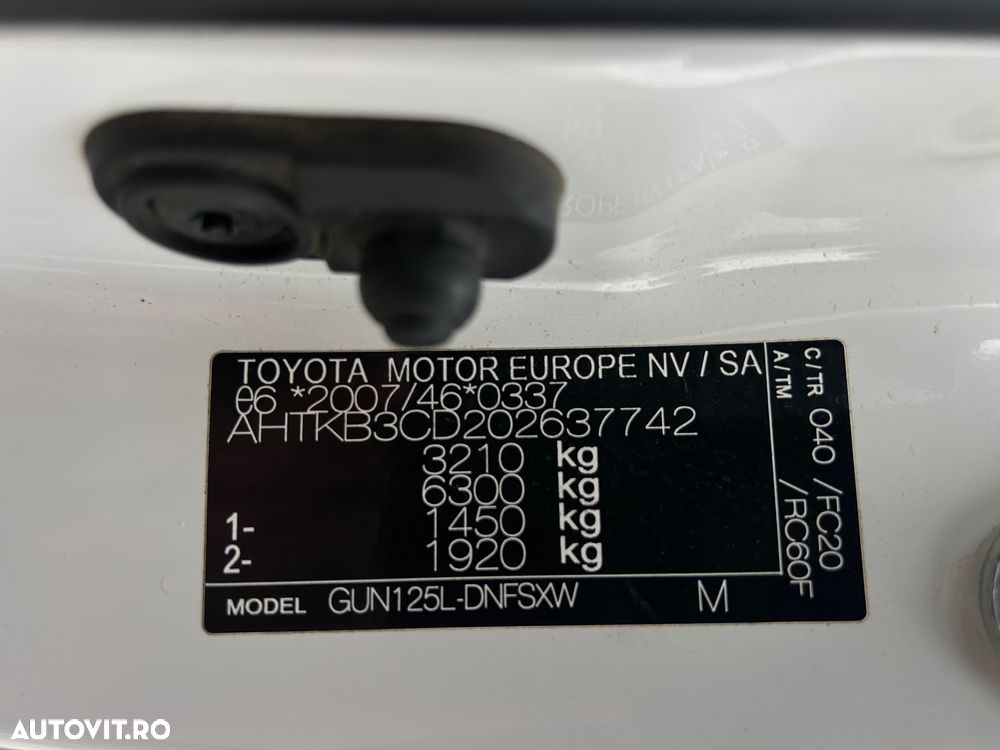 TOYOTA MOTOR EUROPE NV / SA
e6 *2007/46*0337
AHTKB3CD202637742
3210 kg
6300 kg
1- 1450 kg
2- 1920 kg
MODEL GUN125L-DNFSXW M
C/TR 040 /FC20
A/TM /RC60F
AUTOVIT.RO